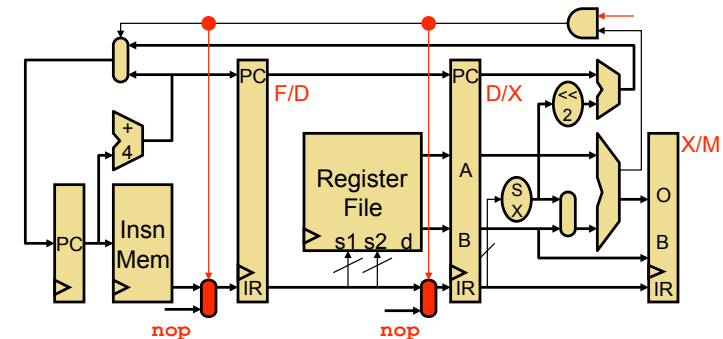 PC
F/D
PC
D/X
<<
2
+
4
X/M
Register
File
A
S
X
O
Insn
Mem
PC
s1 s2 d
B
B
IR
IR
IR
nop
nop